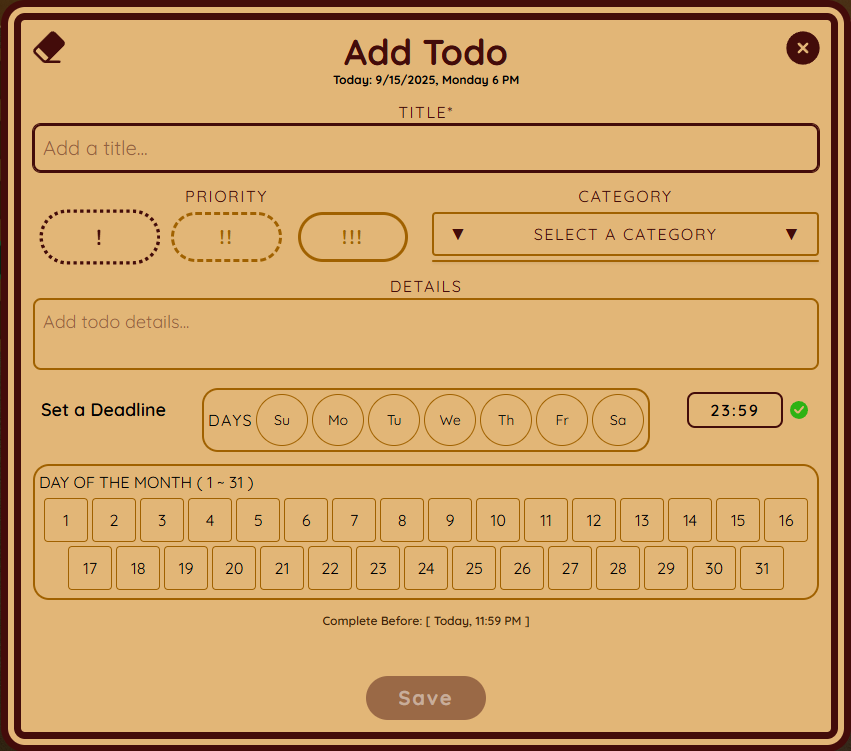 Add Todo
Today: 9/15/2025, Monday 6 PM
TITLE*
Add a title...
PRIORITY
CATEGORY
! !! !!!
▼ SELECT A CATEGORY ▼
DETAILS
Add todo details...
Set a Deadline
DAYS Su Mo Tu We Th Fr Sa
23:59
DAY OF THE MONTH ( 1 ~ 31 )
1 2 3 4 5 6 7 8 9 10 11 12 13 14 15 16
17 18 19 20 21 22 23 24 25 26 27 28 29 30 31
Complete Before: [ Today, 11:59 PM ]
Save